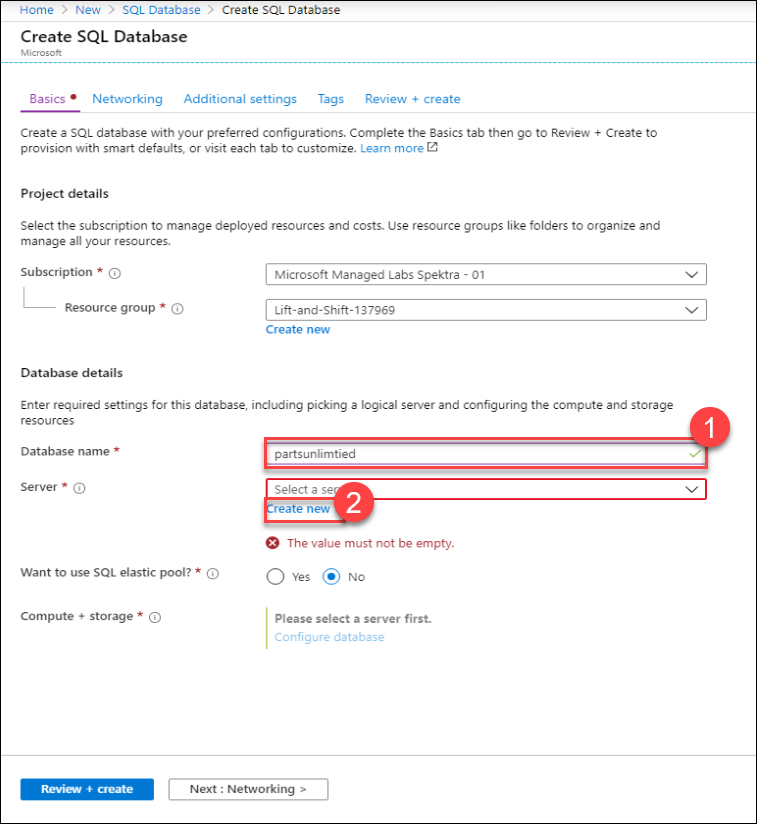 Home > New > SQL Database > Create SQL Database
Create SQL Database
Microsoft
Basics Networking Additional settings Tags Review + create
Create a SQL database with your preferred configurations. Complete the Basics tab then go to Review + Create to
provision with smart defaults, or visit each tab to customize. Learn more
Project details
Select the subscription to manage deployed resources and costs. Use resource groups like folders to organize and
manage all your resources.
Subscription * Microsoft Managed Labs Spektra - 01
Resource group * Lift-and-Shift-137969
Create new
Database details
Enter required settings for this database, including picking a logical server and configuring the compute and storage
resources
1
Database name * partsunlimtied
Server * Select a ser
Create new 2
The value must not be empty.
Want to use SQL elastic pool? * Yes No
Compute + storage * Please select a server first.
Configure database
Review + create Next : Networking >